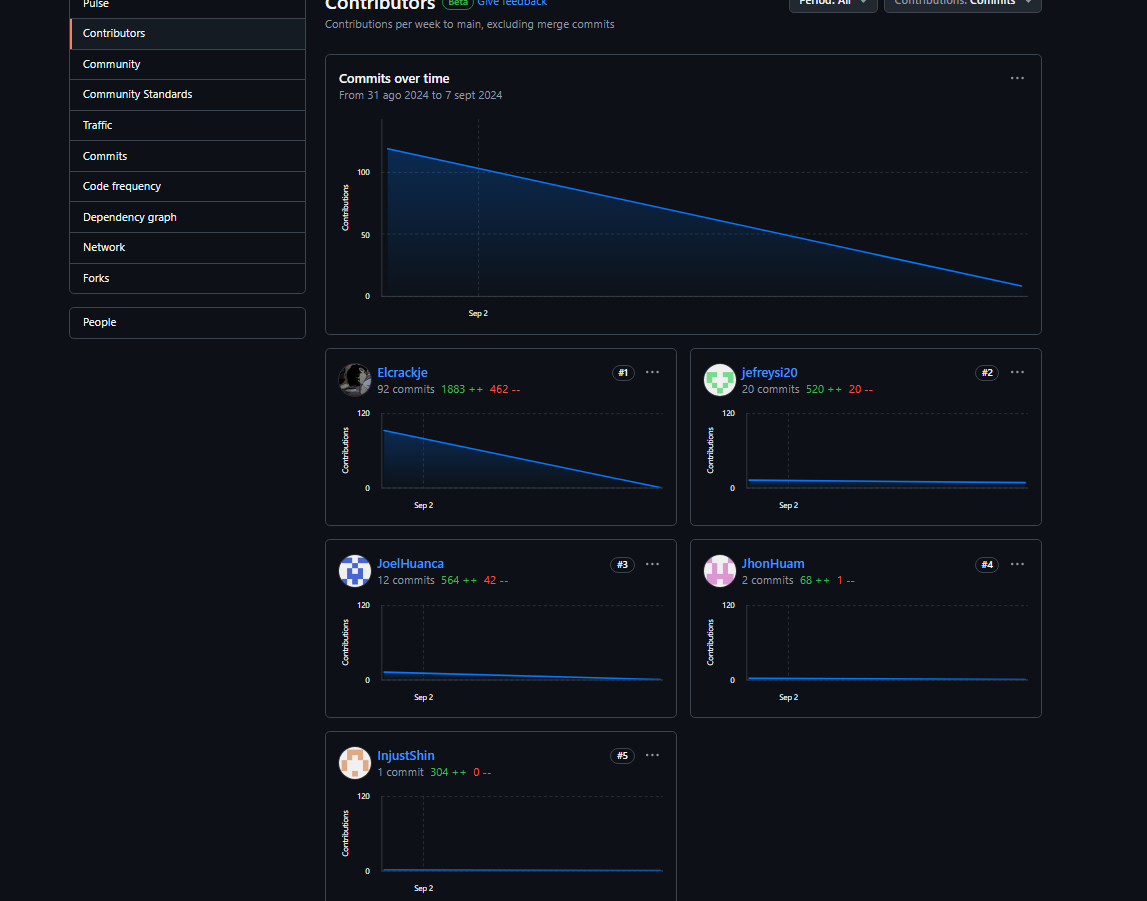 Pulse
Contributors
Community
Community Standards
Traffic
Commits
Code frequency
Dependency graph
Network
Forks
People
Contributors Beta Give feedback
Period: All
Contributions: Commits
Contributions per week to main, excluding merge commits
Commits over time
From 31 ago 2024 to 7 sept 2024
Contributions
100
50
0
Sep 2
Elcrackje
#1
92 commits 1883 ++ 462 --
120
Contributions
0
Sep 2
jefreysi20
#2
20 commits 520 ++ 20 --
120
Contributions
0
Sep 2
JoelHuanca
#3
12 commits 564 ++ 42 --
120
Contributions
0
Sep 2
JhonHuam
#4
2 commits 68 ++ 1 --
120
Contributions
0
Sep 2
InjustShin
#5
1 commit 304 ++ 0 --
120
Contributions
0
Sep 2